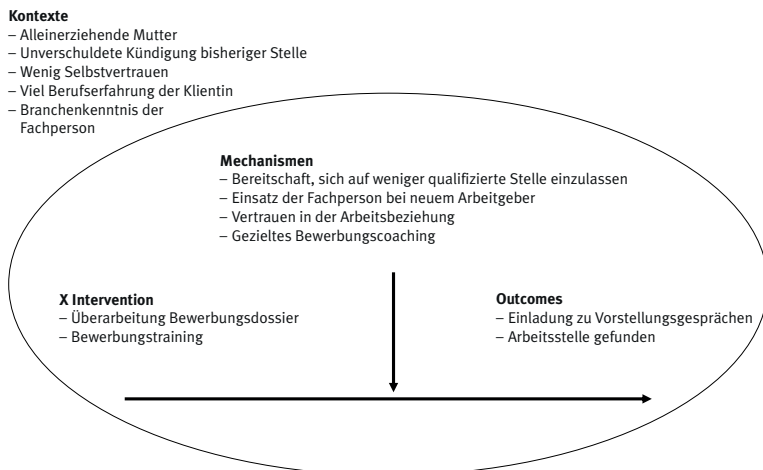 Kontexte
– Alleinerziehende Mutter
– Unverschuldete Kündigung bisheriger Stelle
– Wenig Selbstvertrauen
– Viel Berufserfahrung der Klientin
– Branchenkenntnis der
Fachperson
Mechanismen
– Bereitschaft, sich auf weniger qualifizierte Stelle einzulassen
– Einsatz der Fachperson bei neuem Arbeitgeber
– Vertrauen in der Arbeitsbeziehung
– Gezieltes Bewerbungscoaching
X Intervention
– Überarbeitung Bewerbungsdossier
– Bewerbungstraining
Outcomes
– Einladung zu Vorstellungsgesprächen
– Arbeitsstelle gefunden